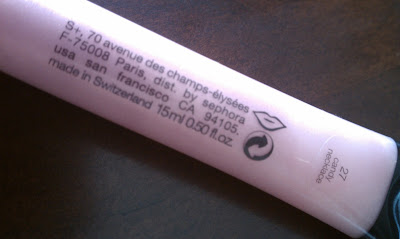 S+, 70 avenue des champs-élysées
F-75008 Paris, dist. by sephora
usa san francisco CA 94105.
made in Switzerland 15ml 0.50 fl.oz.
27
candy
necklace